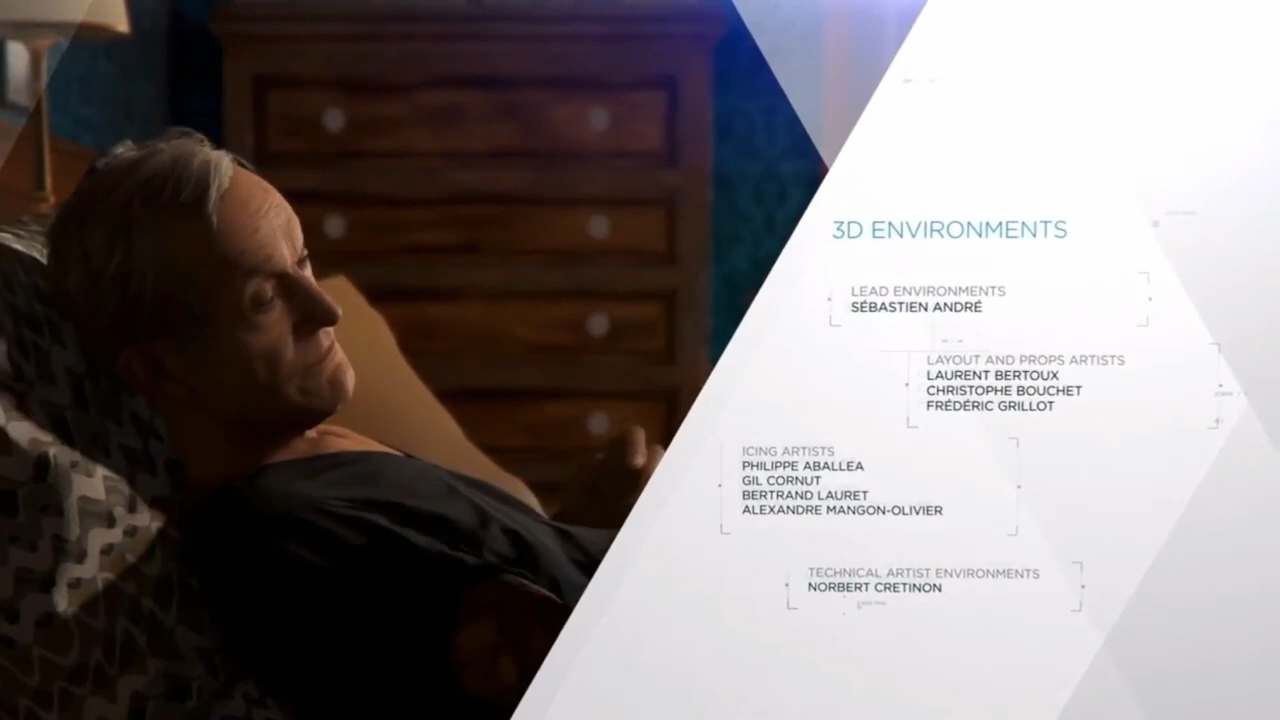 3D ENVIRONMENTS
LEAD ENVIRONMENTS
SÉBASTIEN ANDRÉ
LAYOUT AND PROPS ARTISTS
LAURENT BERTOUX
CHRISTOPHE BOUCHET
FRÉDÉRIC GRILLOT
ICING ARTISTS
PHILIPPE ABALLEA
GIL CORNUT
BERTRAND LAURET
ALEXANDRE MANGON-OLIVIER
TECHNICAL ARTIST ENVIRONMENTS
NORBERT CRETINON